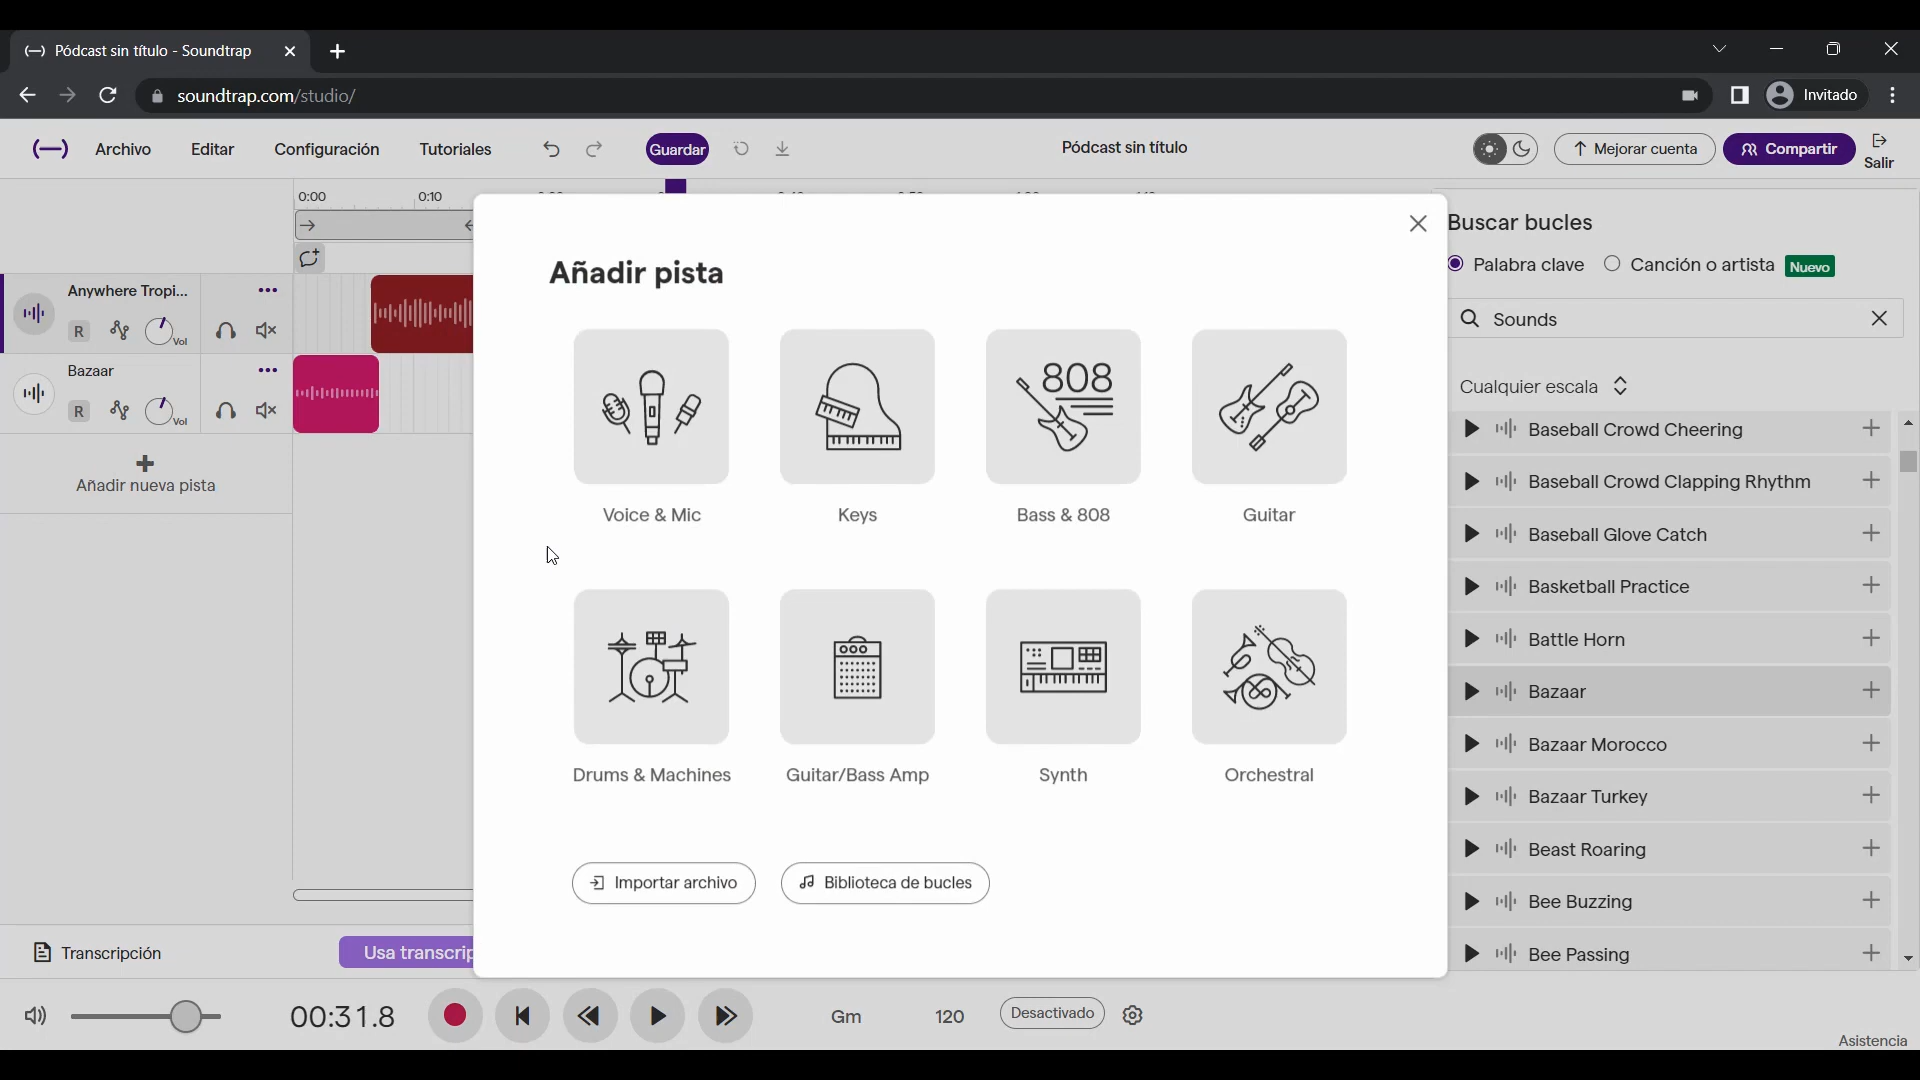 Pódcast sin título - Soundtrap
soundtrap.com/studio/
Invitado
Archivo
Editar
Configuración
Tutoriales
Guardar
Pódcast sin título
Mejorar cuenta
Compartir
Salir
0:00
0:10
Anywhere Tropi...
R
Vol
Bazaar
R
Vol
Añadir nueva pista
Añadir pista
Voice & Mic
Keys
808
Bass & 808
Guitar
Drums & Machines
Guitar/Bass Amp
Synth
Orchestral
Importar archivo
Biblioteca de bucles
Buscar bucles
Palabra clave
Canción o artista
Nuevo
Sounds
Cualquier escala
Baseball Crowd Cheering
Baseball Crowd Clapping Rhythm
Baseball Glove Catch
Basketball Practice
Battle Horn
Bazaar
Bazaar Morocco
Bazaar Turkey
Beast Roaring
Bee Buzzing
Bee Passing
Transcripción
Usa transcrip
00:31.8
Gm
120
Desactivado
Asistencia